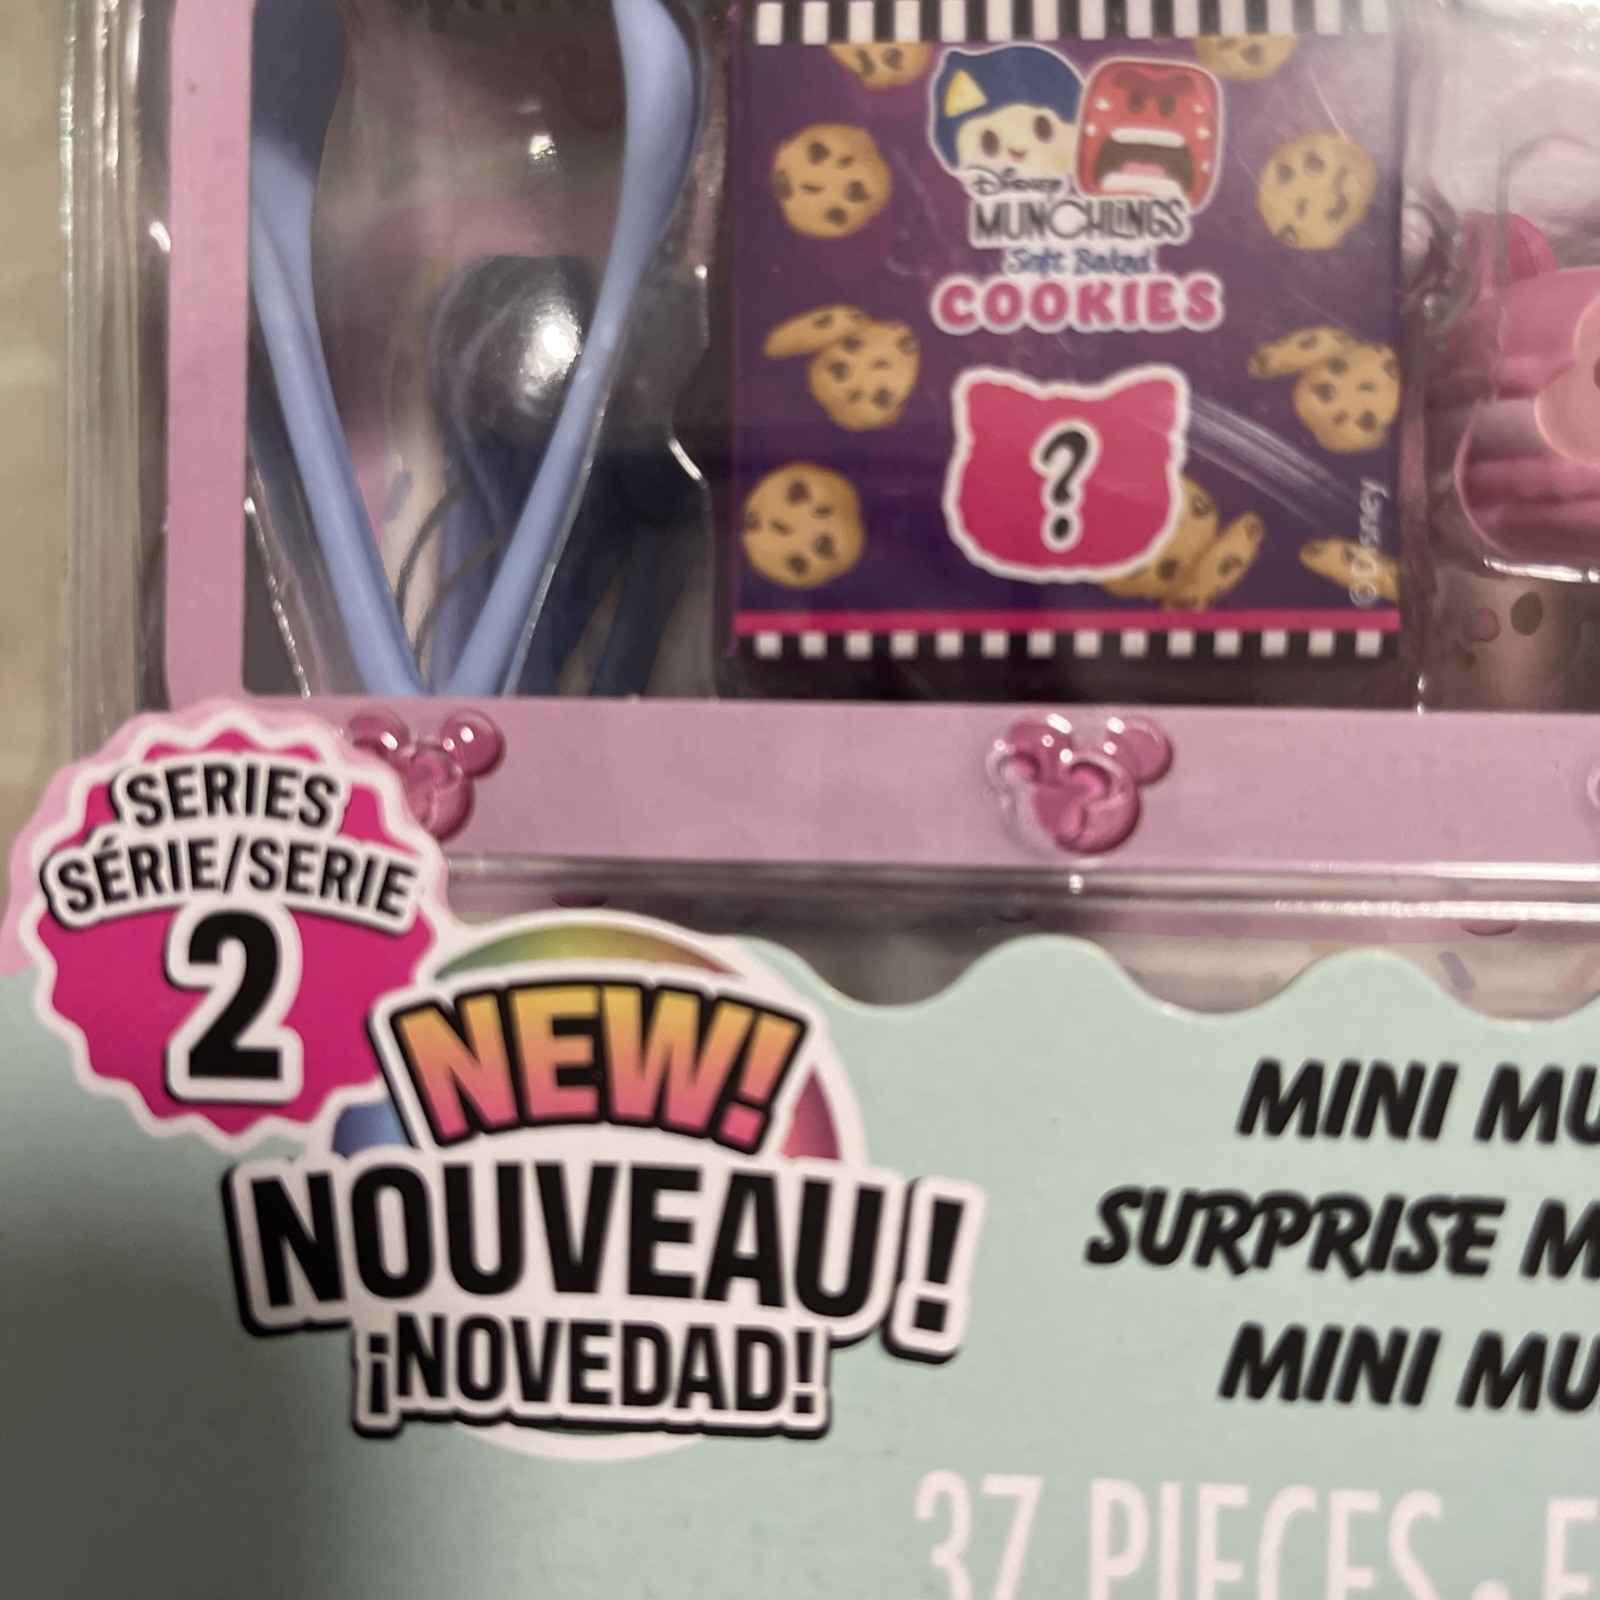 Disney
MUNCHLINGS
Soft Baked
COOKIES
?
©Disney
SERIES
SÉRIE/SERIE
2
NEW!
NOUVEAU!
¡NOVEDAD!
MINI MU
SURPRISE M
MINI MU
37 PIECES •